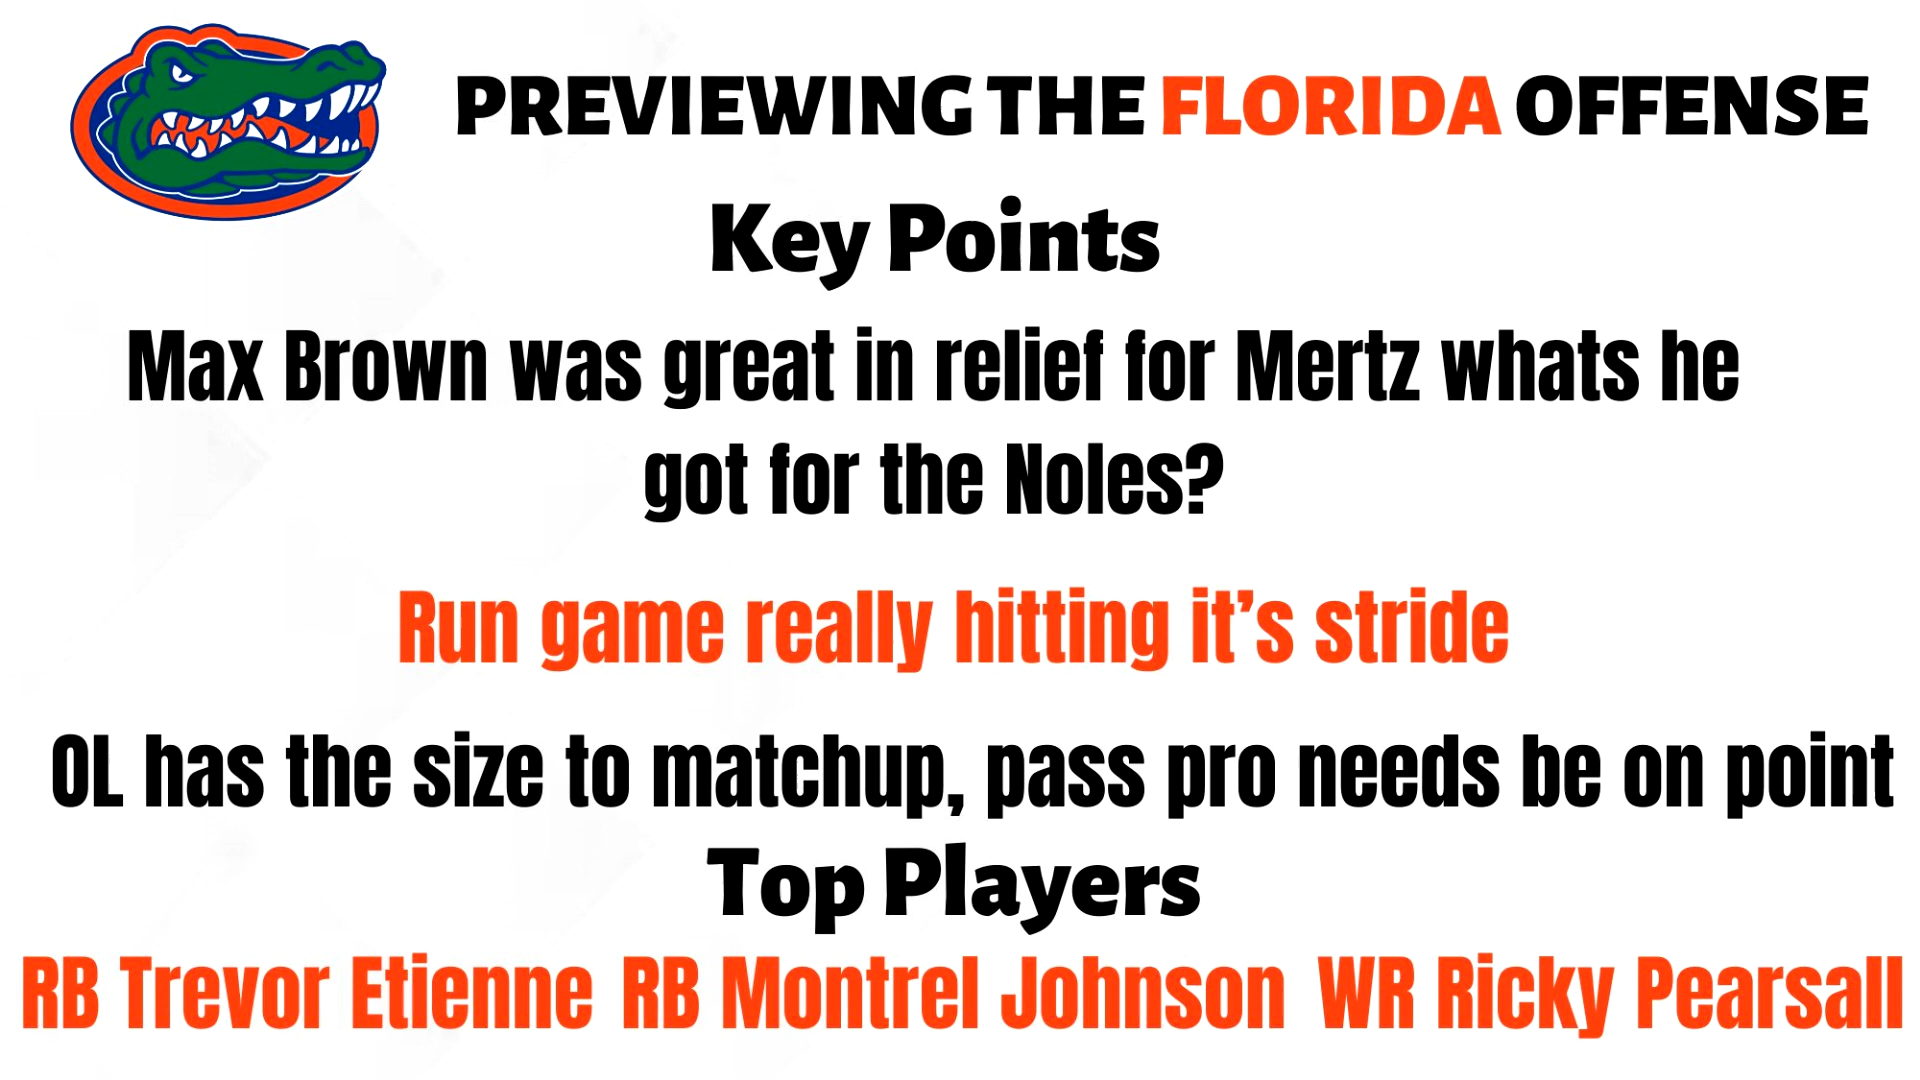 PREVIEWING THE FLORIDA OFFENSE
Key Points
Max Brown was great in relief for Mertz whats he
got for the Noles?
Run game really hitting it’s stride
OL has the size to matchup, pass pro needs be on point
Top Players
RB Trevor Etienne RB Montrel Johnson WR Ricky Pearsall